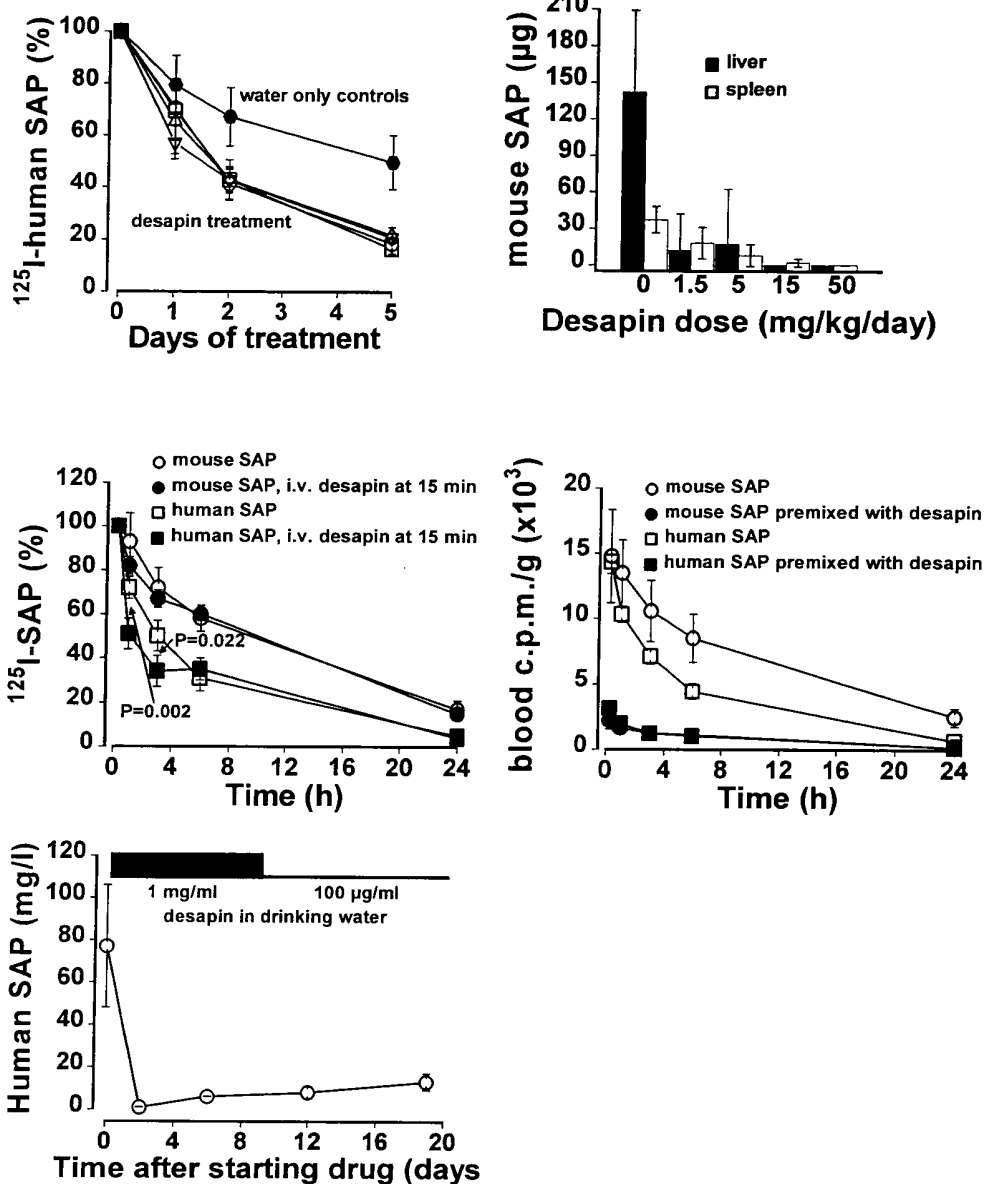 ¹²⁵I-human SAP (%)
100
80
60
40
20
0
water only controls
desapin treatment
0 1 2 3 4 5
Days of treatment
mouse SAP (µg)
210
180
150
120
90
60
30
0
liver
spleen
0 1.5 5 15 50
Desapin dose (mg/kg/day)
¹²⁵I-SAP (%)
120
100
80
60
40
20
0
mouse SAP
mouse SAP, i.v. desapin at 15 min
human SAP
human SAP, i.v. desapin at 15 min
P=0.022
P=0.002
0 4 8 12 16 20 24
Time (h)
blood c.p.m./g (x10³)
20
15
10
5
0
mouse SAP
mouse SAP premixed with desapin
human SAP
human SAP premixed with desapin
0 4 8 12 16 20 24
Time (h)
Human SAP (mg/l)
120
100
80
60
40
20
0
1 mg/ml 100 µg/ml
desapin in drinking water
0 4 8 12 16 20
Time after starting drug (days